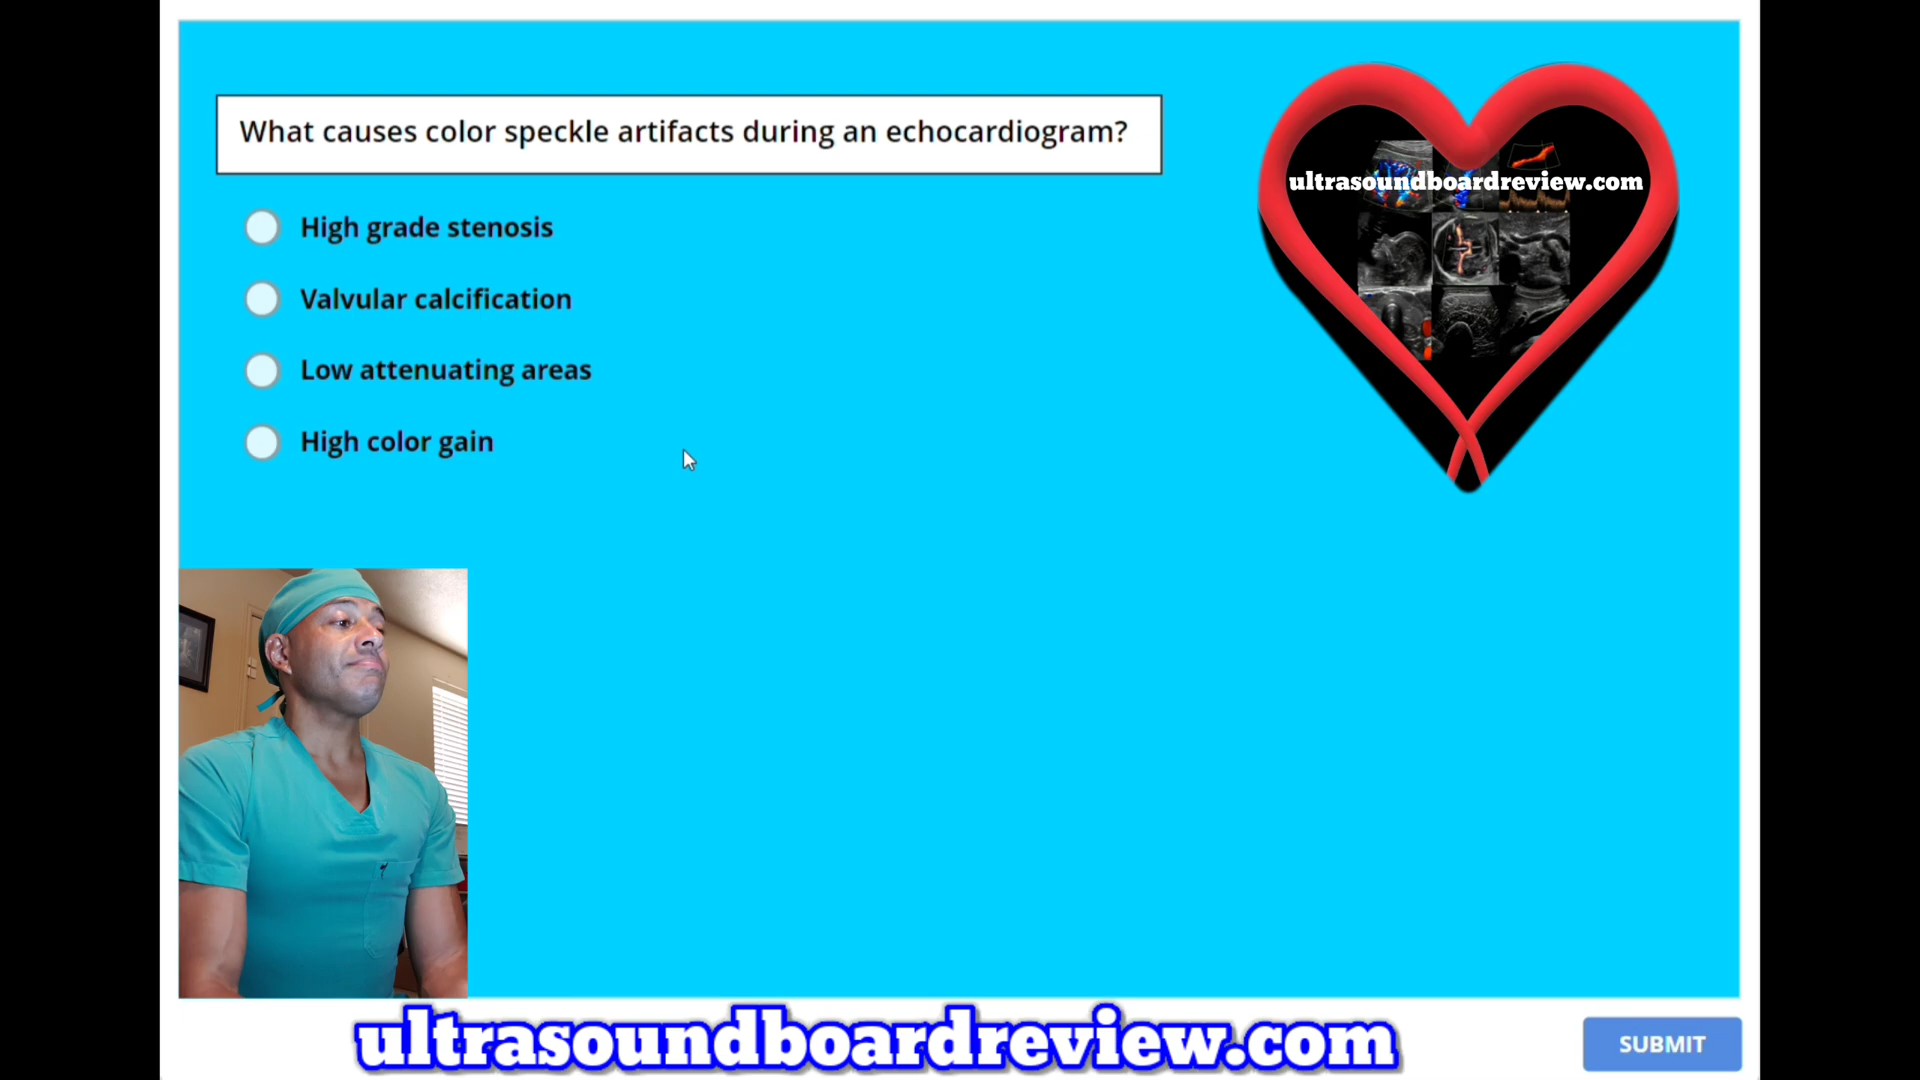 What causes color speckle artifacts during an echocardiogram?
ultrasoundboardreview.com
High grade stenosis
Valvular calcification
Low attenuating areas
High color gain
ultrasoundboardreview.com
SUBMIT